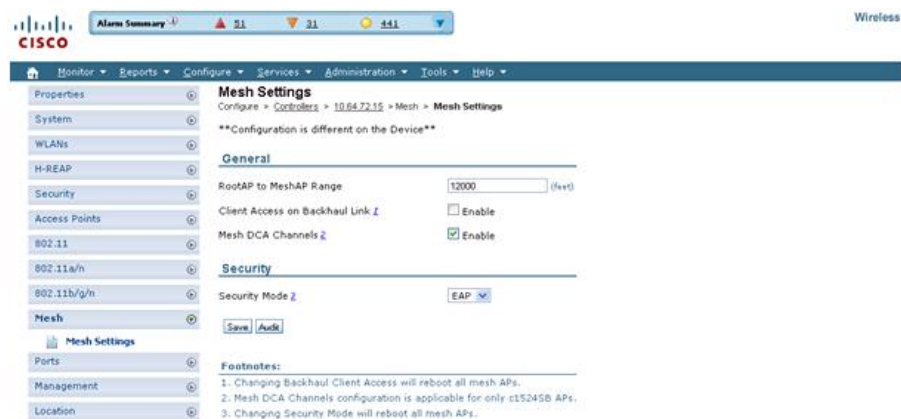 Wireless
Alarm Summary 51 31 441
CISCO
Monitor Reports Configure Services Administration Tools Help
Properties
System
WLANs
H-REAP
Security
Access Points
802.11
802.11a/n
802.11b/g/n
Mesh
Mesh Settings
Ports
Management
Location
Mesh Settings
Configure > Controllers > 10.64.72.15 > Mesh > Mesh Settings
**Configuration is different on the Device**
General
RootAP to MeshAP Range 12000 (feet)
Client Access on Backhaul Link 1 Enable
Mesh DCA Channels 2 Enable
Security
Security Mode 2 EAP
Save Audit
Footnotes:
1. Changing Backhaul Client Access will reboot all mesh APs.
2. Mesh DCA Channels configuration is applicable for only c1524SB APs.
3. Changing Security Mode will reboot all mesh APs.